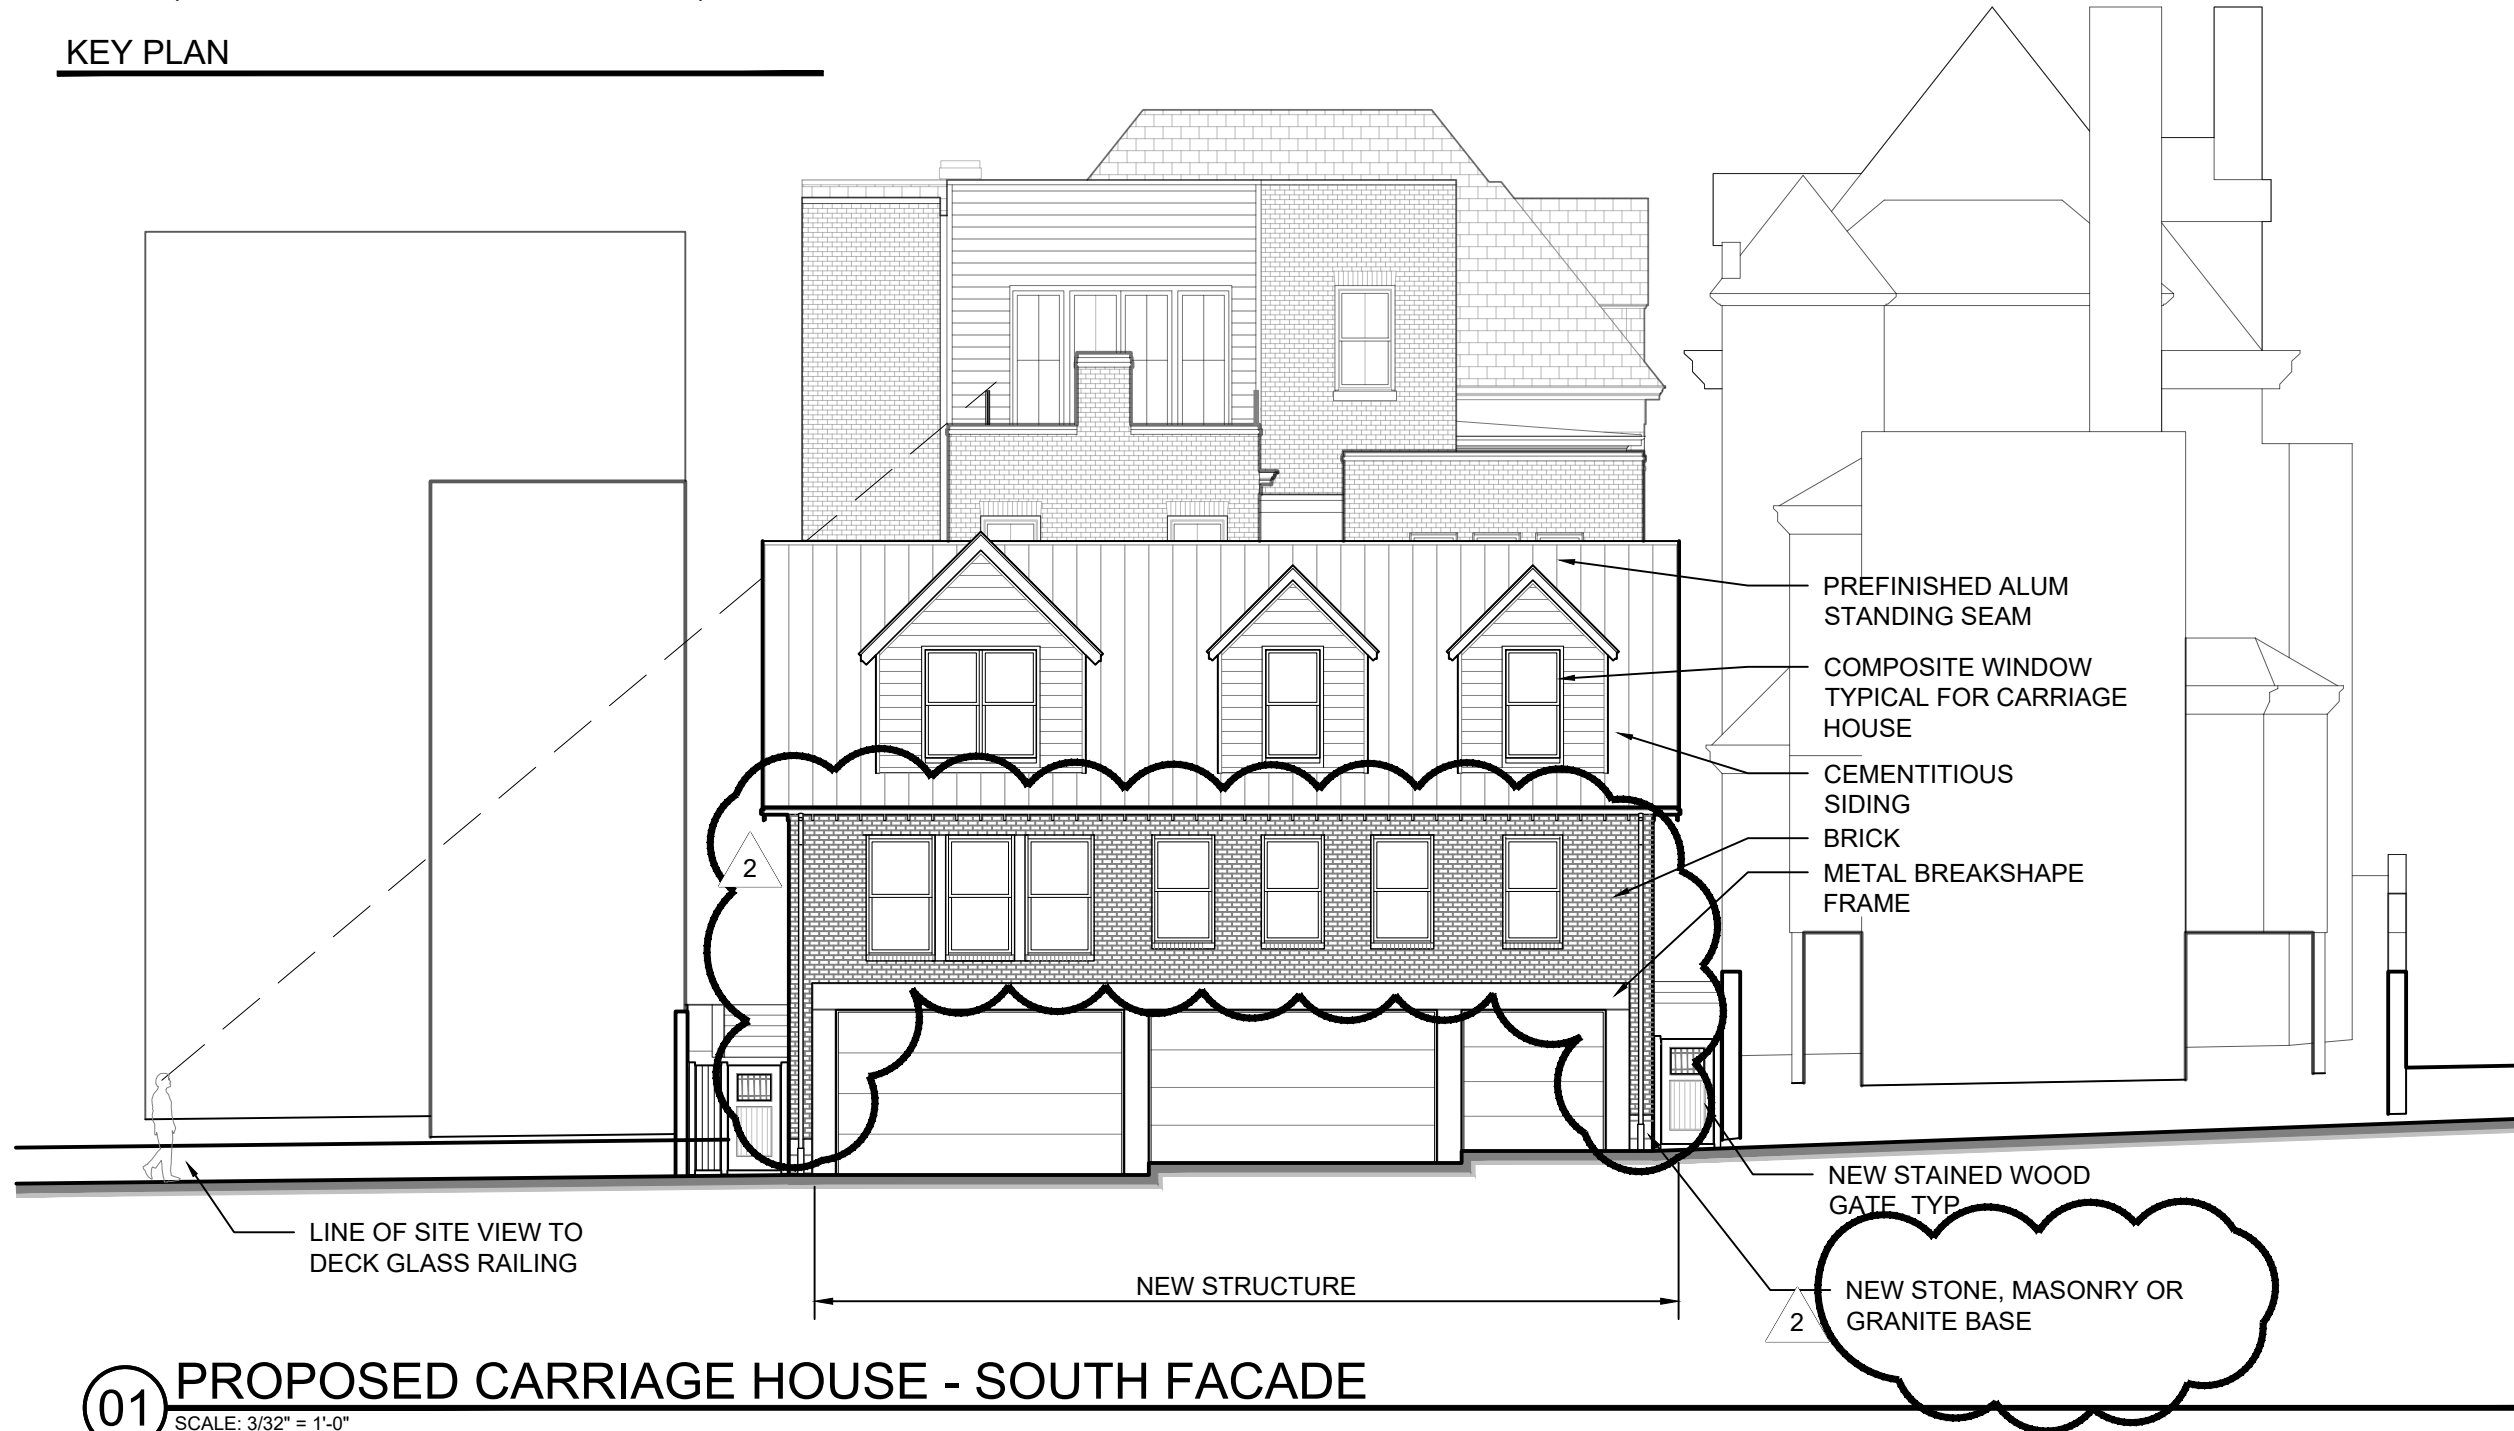 KEY PLAN
PREFINISHED ALUM
STANDING SEAM
COMPOSITE WINDOW
TYPICAL FOR CARRIAGE
HOUSE
CEMENTITIOUS
SIDING
BRICK
METAL BREAKSHAPE
FRAME
2
NEW STAINED WOOD
GATE TYP
LINE OF SITE VIEW TO
DECK GLASS RAILING
NEW STRUCTURE
NEW STONE, MASONRY OR
GRANITE BASE
2
01
PROPOSED CARRIAGE HOUSE - SOUTH FACADE
SCALE: 3/32" = 1'-0"